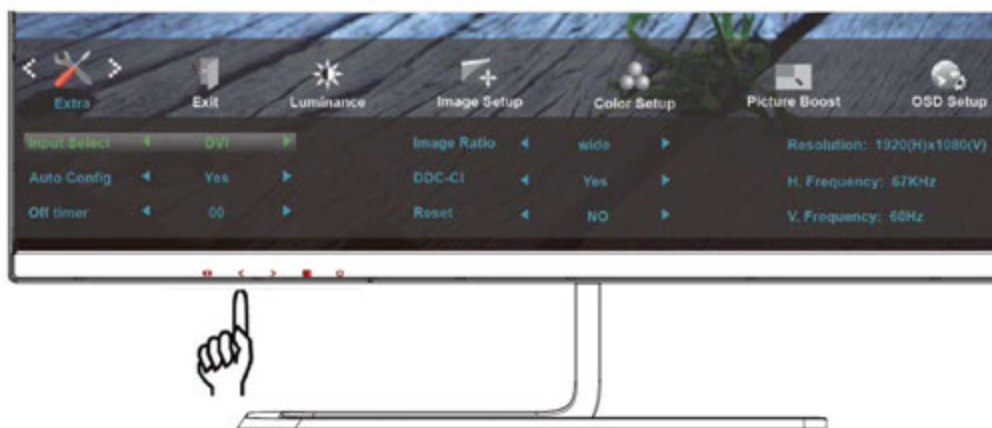 Extra Exit Luminance Image Setup Color Setup Picture Boost OSD Setup
Input Select DVI Image Ratio wide Resolution: 1920(H)x1080(V)
Auto Config Yes DDC-CI Yes H. Frequency: 67KHz
Off timer 00 Reset NO V. Frequency: 60Hz